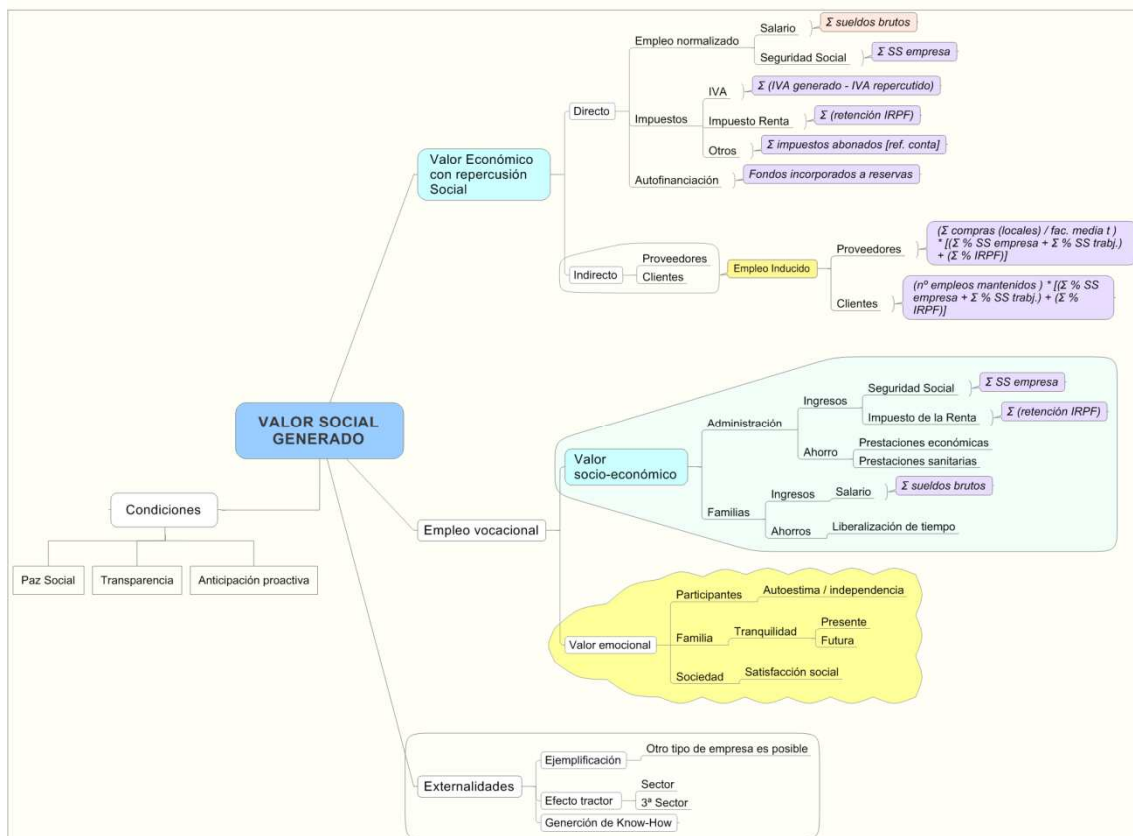 VALOR SOCIAL
GENERADO
Condiciones
Paz Social
Transparencia
Anticipación proactiva
Valor Económico
con repercusión
Social
Directo
Empleo normalizado
Salario
Σ sueldos brutos
Seguridad Social
Σ SS empresa
Impuestos
IVA
Σ (IVA generado - IVA repercutido)
Impuesto Renta
Σ (retención IRPF)
Otros
Σ impuestos abonados [ref. conta]
Autofinanciación
Fondos incorporados a reservas
Indirecto
Proveedores
Clientes
Empleo Inducido
Proveedores
(Σ compras (locales) / fac. media t )
* [(Σ % SS empresa + Σ % SS trabj.)
+ (Σ % IRPF)]
Clientes
(nº empleos mantenidos ) * [(Σ % SS
empresa + Σ % SS trabj.) + (Σ %
IRPF)]
Empleo vocacional
Valor
socio-económico
Administración
Ingresos
Seguridad Social
Σ SS empresa
Impuesto de la Renta
Σ (retención IRPF)
Ahorro
Prestaciones económicas
Prestaciones sanitarias
Familias
Ingresos
Salario
Σ sueldos brutos
Ahorros
Liberalización de tiempo
Valor emocional
Participantes
Autoestima / independencia
Familia
Tranquilidad
Presente
Futura
Sociedad
Satisfacción social
Externalidades
Ejemplificación
Otro tipo de empresa es posible
Efecto tractor
Sector
3ª Sector
Generción de Know-How